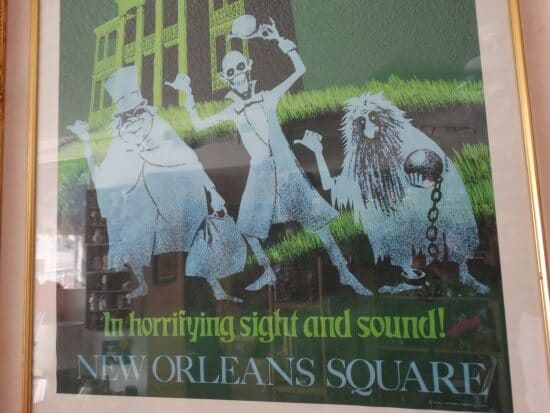 In horrifying sight and sound!
NEW ORLEANS SQUARE